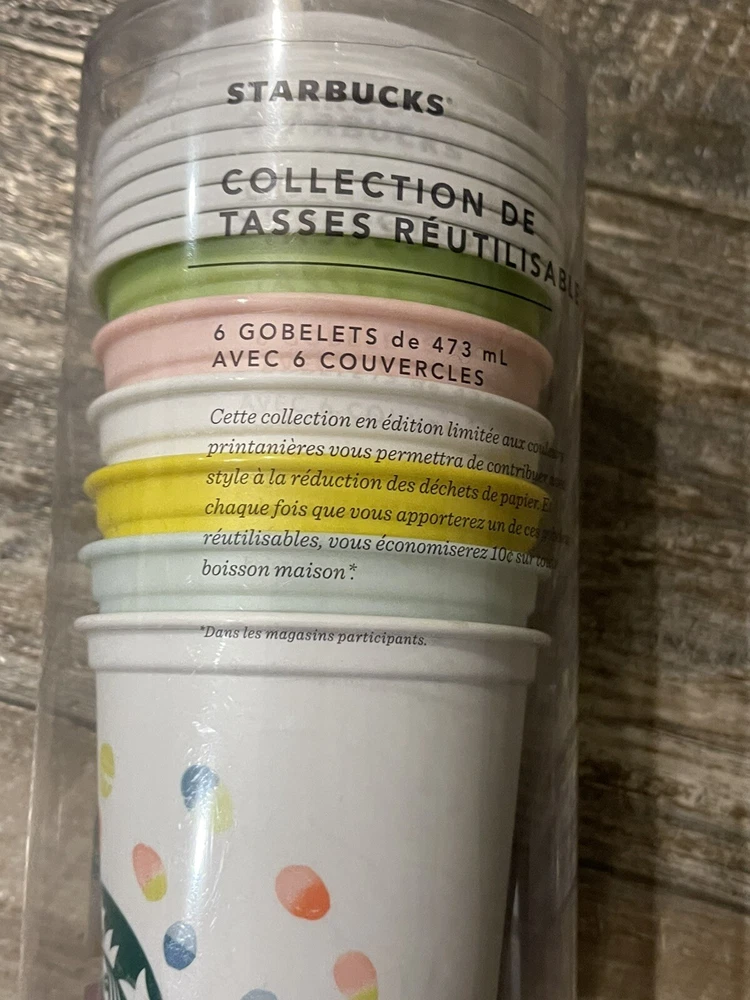 STARBUCKS®
COLLECTION DE
TASSES RÉUTILISABLE
6 GOBELETS de 473 mL
AVEC 6 COUVERCLES
Cette collection en édition limitée aux
printanières vous permettra de contribuer
style à la réduction des déchets de papier.
chaque fois que vous apporterez un de ces
réutilisables, vous économiserez 10¢ sur
boisson maison*.
*Dans les magasins participants.